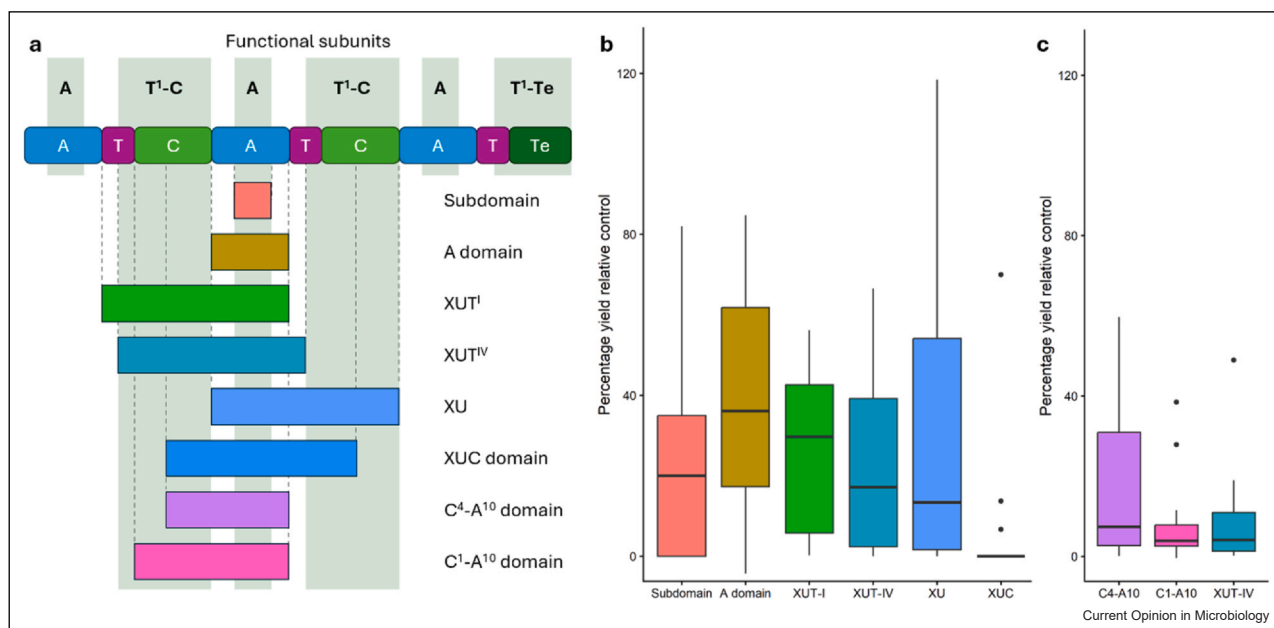 a
Functional subunits
A T¹-C A T¹-C A T¹-Te
A T C A T C A T Te
Subdomain
A domain
XUTᴵ
XUTᴵⱽ
XU
XUC domain
C⁴-A¹⁰ domain
C¹-A¹⁰ domain
b
Percentage yield relative control
120
80
40
0
Subdomain A domain XUT-I XUT-IV XU XUC
c
Percentage yield relative control
120
80
40
0
C4-A10 C1-A10 XUT-IV
Current Opinion in Microbiology